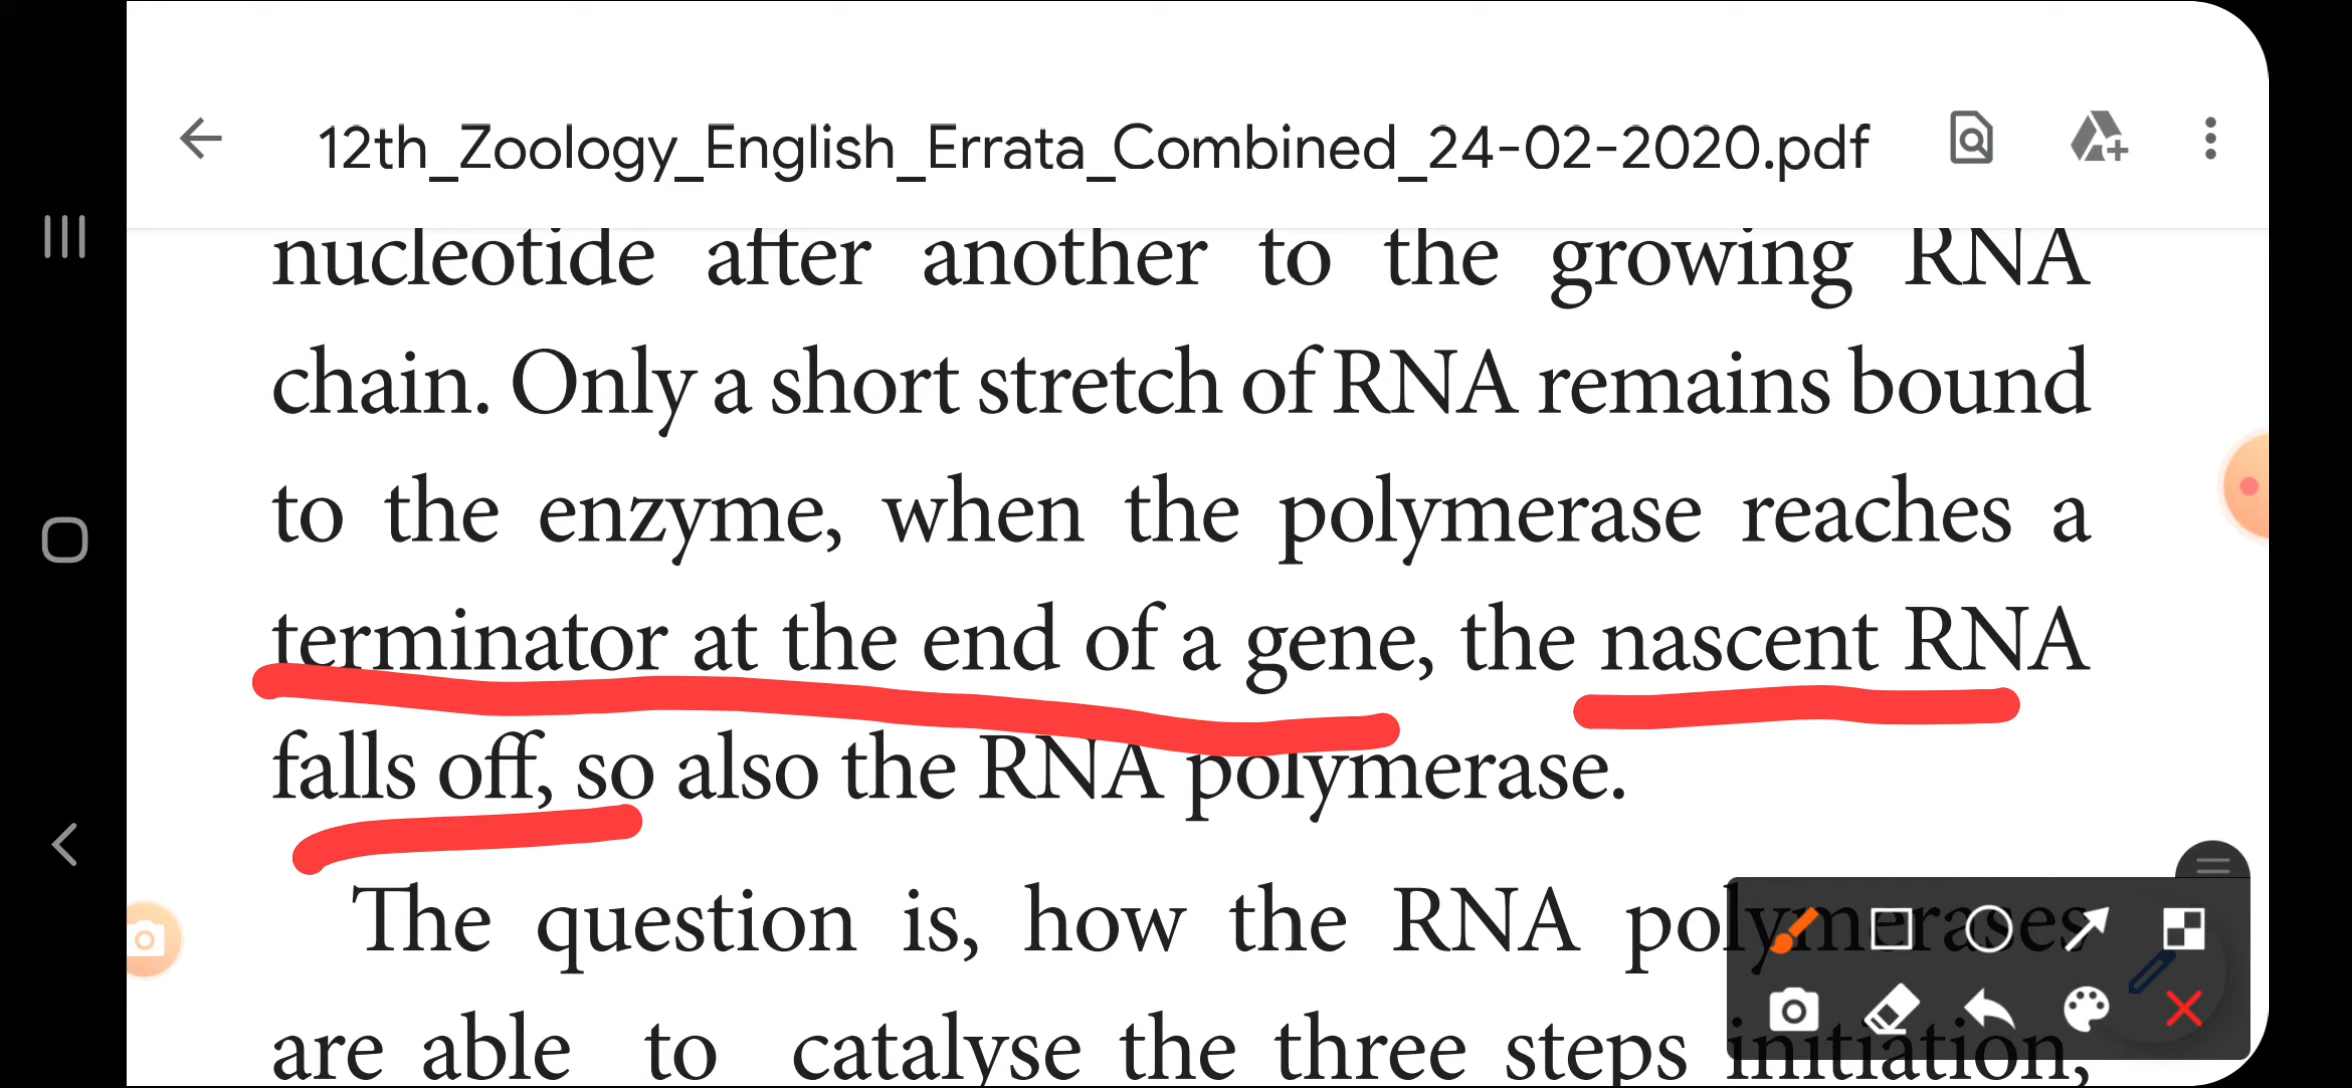 12th_Zoology_English_Errata_Combined_24-02-2020.pdf
nucleotide after another to the growing RNA
chain. Only a short stretch of RNA remains bound
to the enzyme, when the polymerase reaches a
terminator at the end of a gene, the nascent RNA
falls off, so also the RNA polymerase.
The question is, how the RNA polymerases
are able to catalyse the three steps initiation,